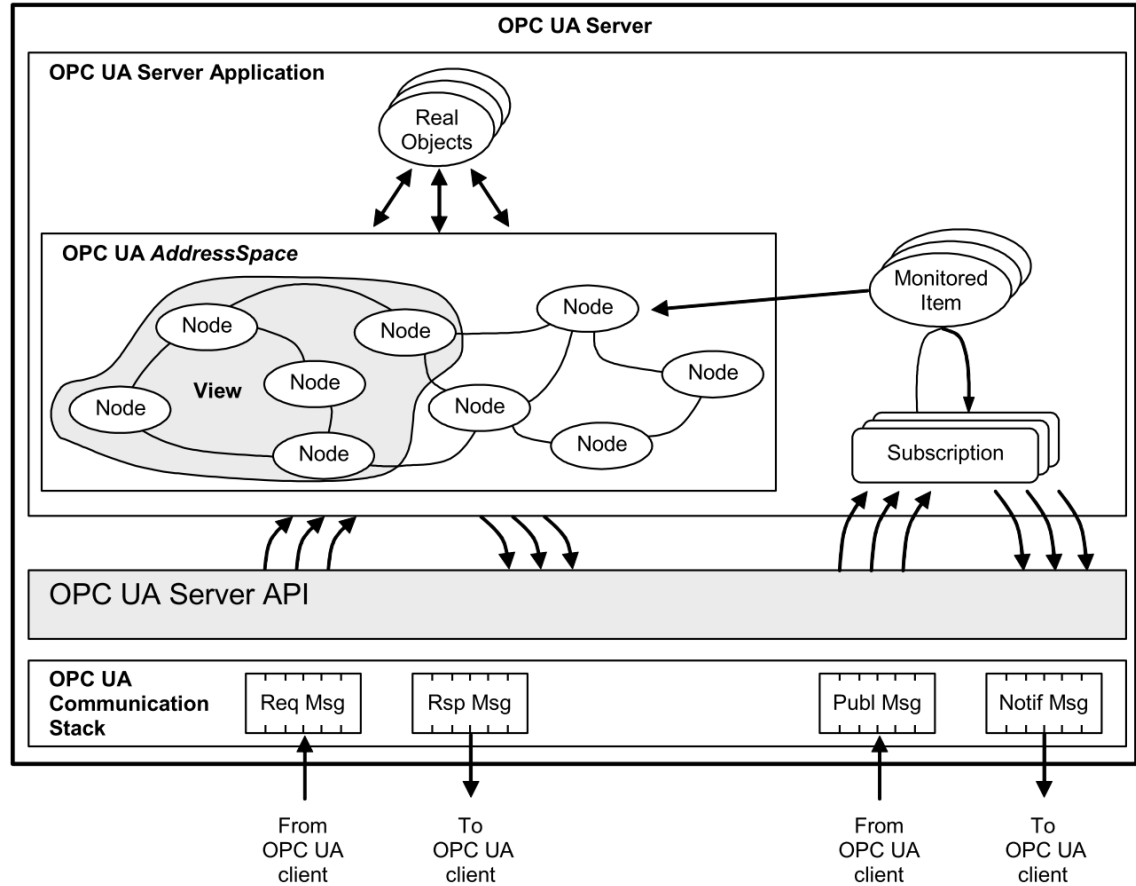 OPC UA Server
OPC UA Server Application
Real
Objects
OPC UA AddressSpace
Monitored
Item
Node
Node
Node
Node
View
Node
Node
Node
Node
Node
Subscription
OPC UA Server API
OPC UA
Communication
Stack
Req Msg
Rsp Msg
Publ Msg
Notif Msg
From
OPC UA
client
To
OPC UA
client
From
OPC UA
client
To
OPC UA
client